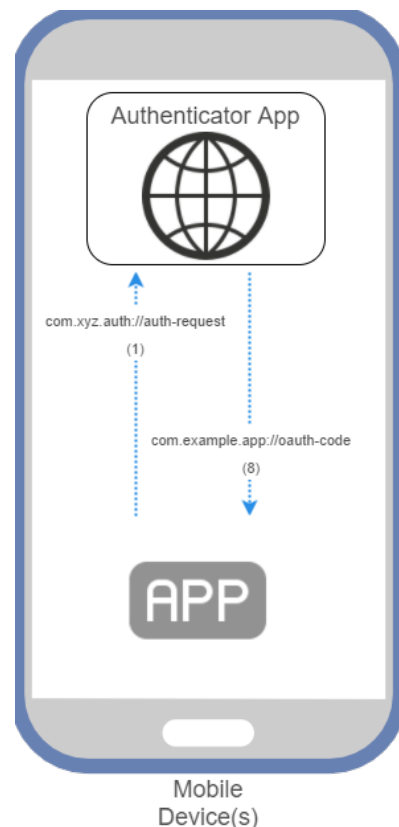 Authenticator App
com.xyz.auth://auth-request
(1)
com.example.app://oauth-code
(8)
APP
Mobile
Device(s)